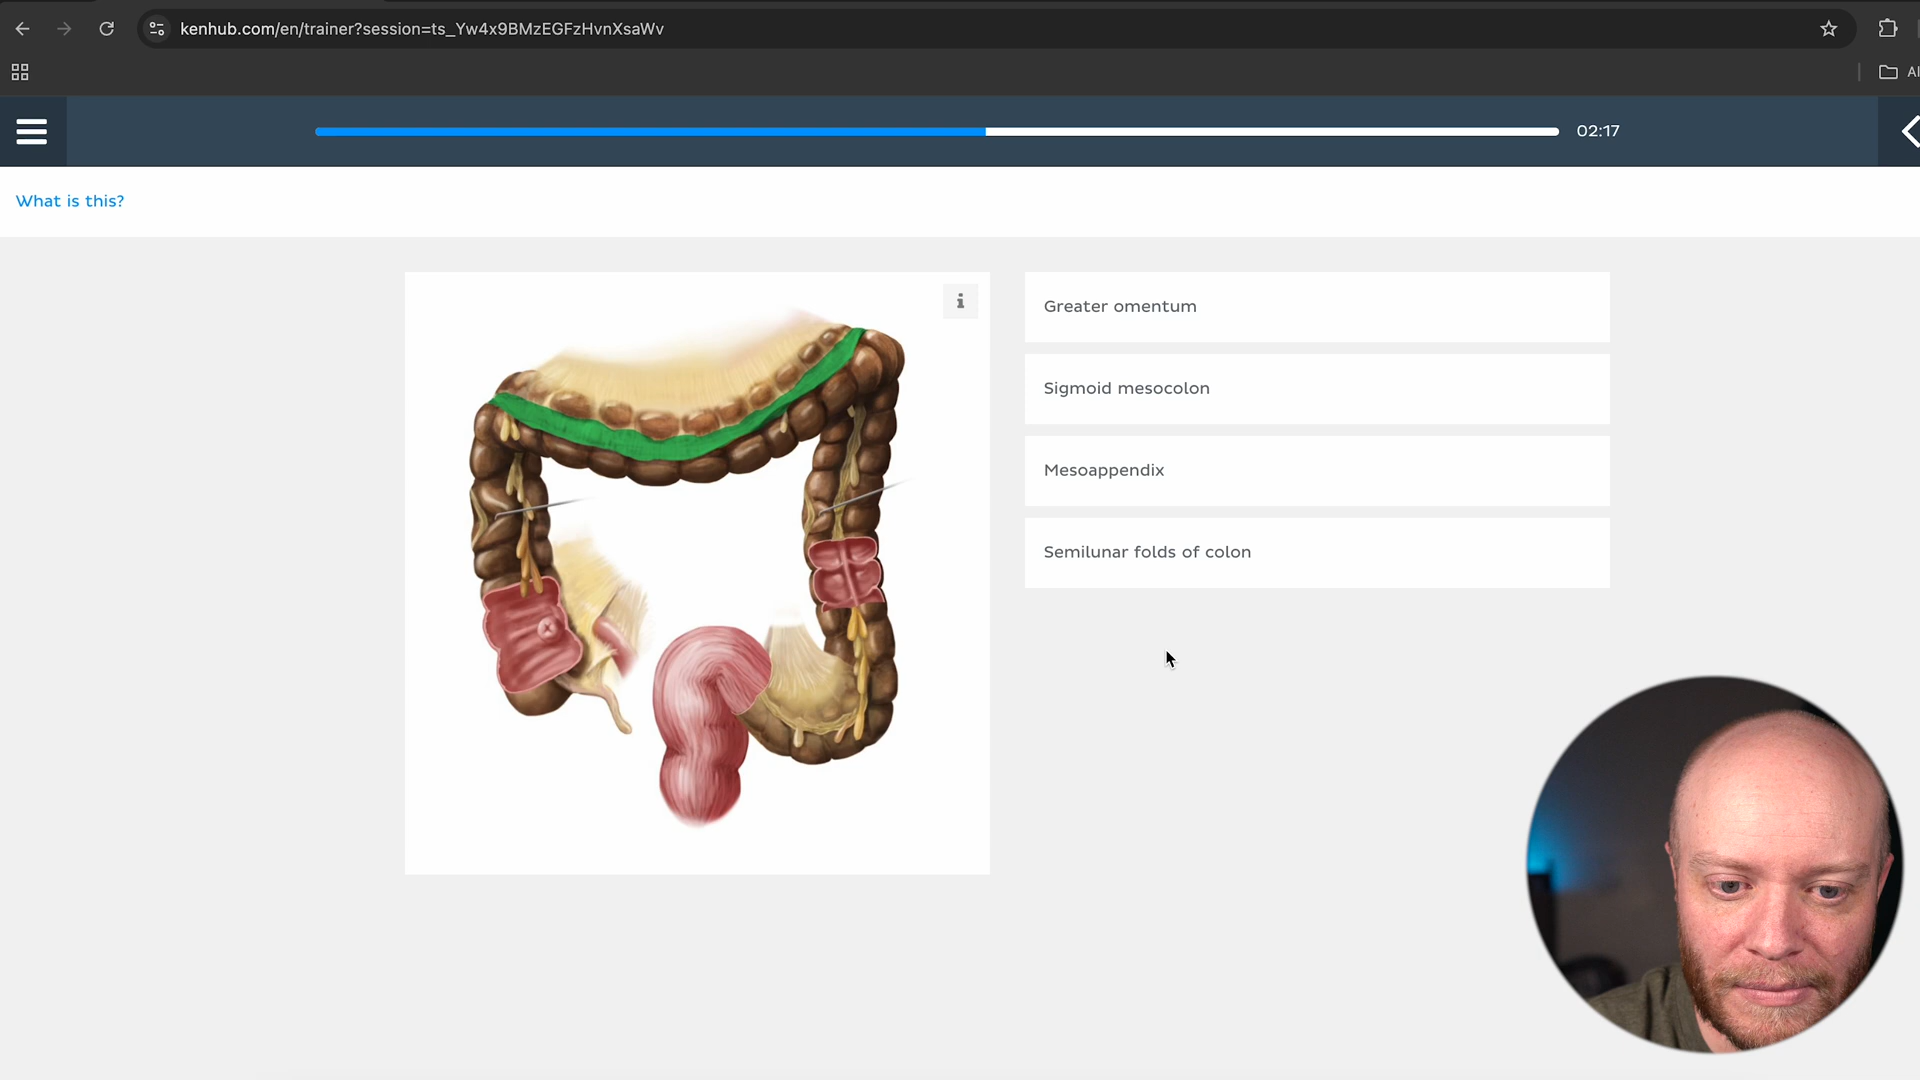 kenhub.com/en/trainer?session=ts_Yw4x9BMzEGFzHvnXsaWv
Al
02:17
What is this?
i
Greater omentum
Sigmoid mesocolon
Mesoappendix
Semilunar folds of colon